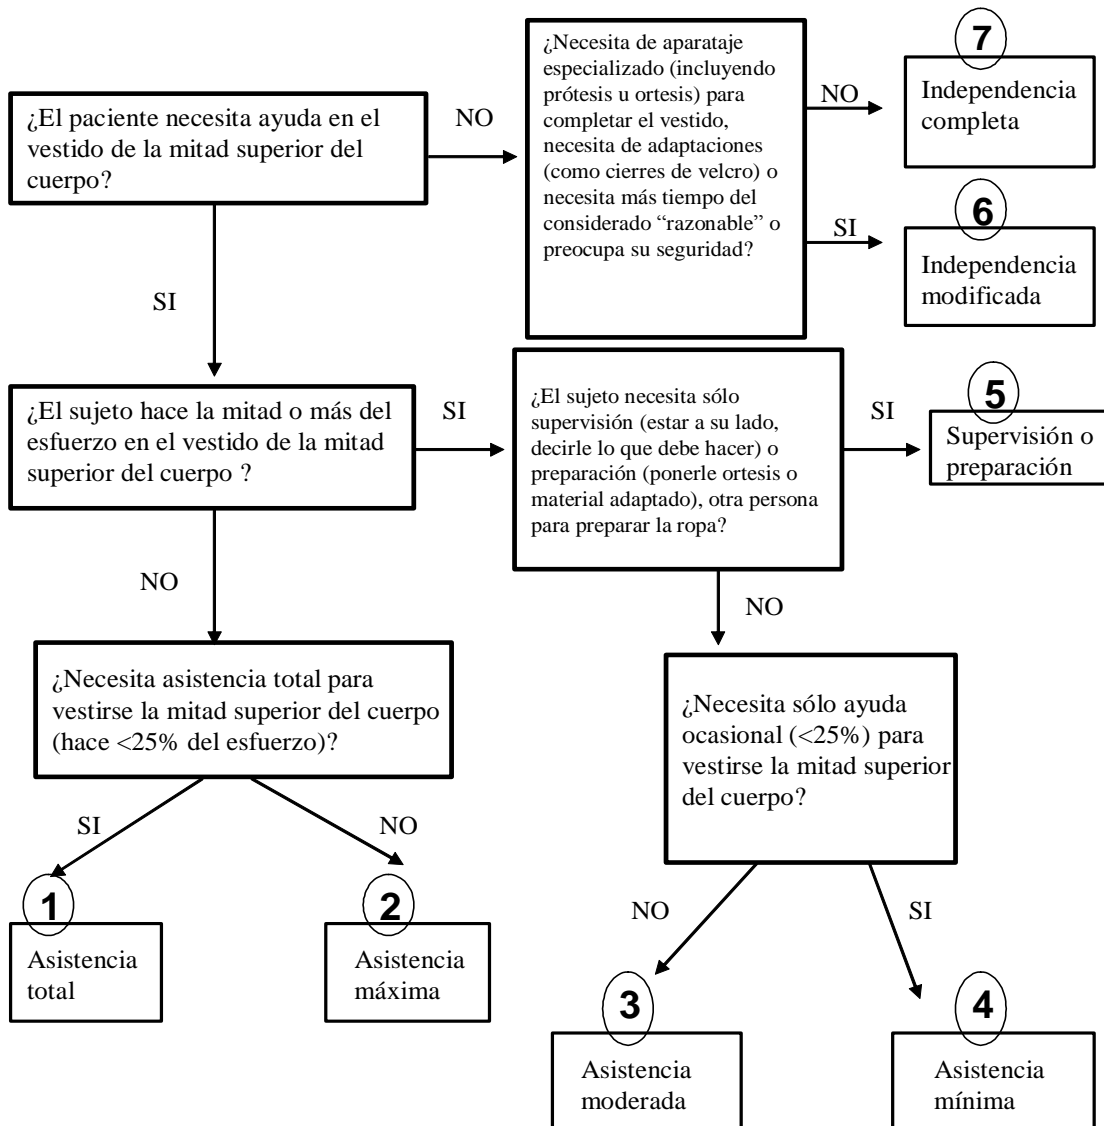 ¿El paciente necesita ayuda en el
vestido de la mitad superior del
cuerpo?
NO
¿Necesita de aparataje
especializado (incluyendo
prótesis u ortesis) para
completar el vestido,
necesita de adaptaciones
(como cierres de velcro) o
necesita más tiempo del
considerado “razonable” o
preocupa su seguridad?
NO
7
Independencia
completa
SI
6
Independencia
modificada
SI
¿El sujeto hace la mitad o más del
esfuerzo en el vestido de la mitad
superior del cuerpo ?
SI
¿El sujeto necesita sólo
supervisión (estar a su lado,
decirle lo que debe hacer) o
preparación (ponerle ortesis o
material adaptado), otra persona
para preparar la ropa?
SI
5
Supervisión o
preparación
NO
NO
¿Necesita asistencia total para
vestirse la mitad superior del cuerpo
(hace <25% del esfuerzo)?
¿Necesita sólo ayuda
ocasional (<25%) para
vestirse la mitad superior
del cuerpo?
SI
NO
1
Asistencia
total
2
Asistencia
máxima
NO
SI
3
Asistencia
moderada
4
Asistencia
mínima